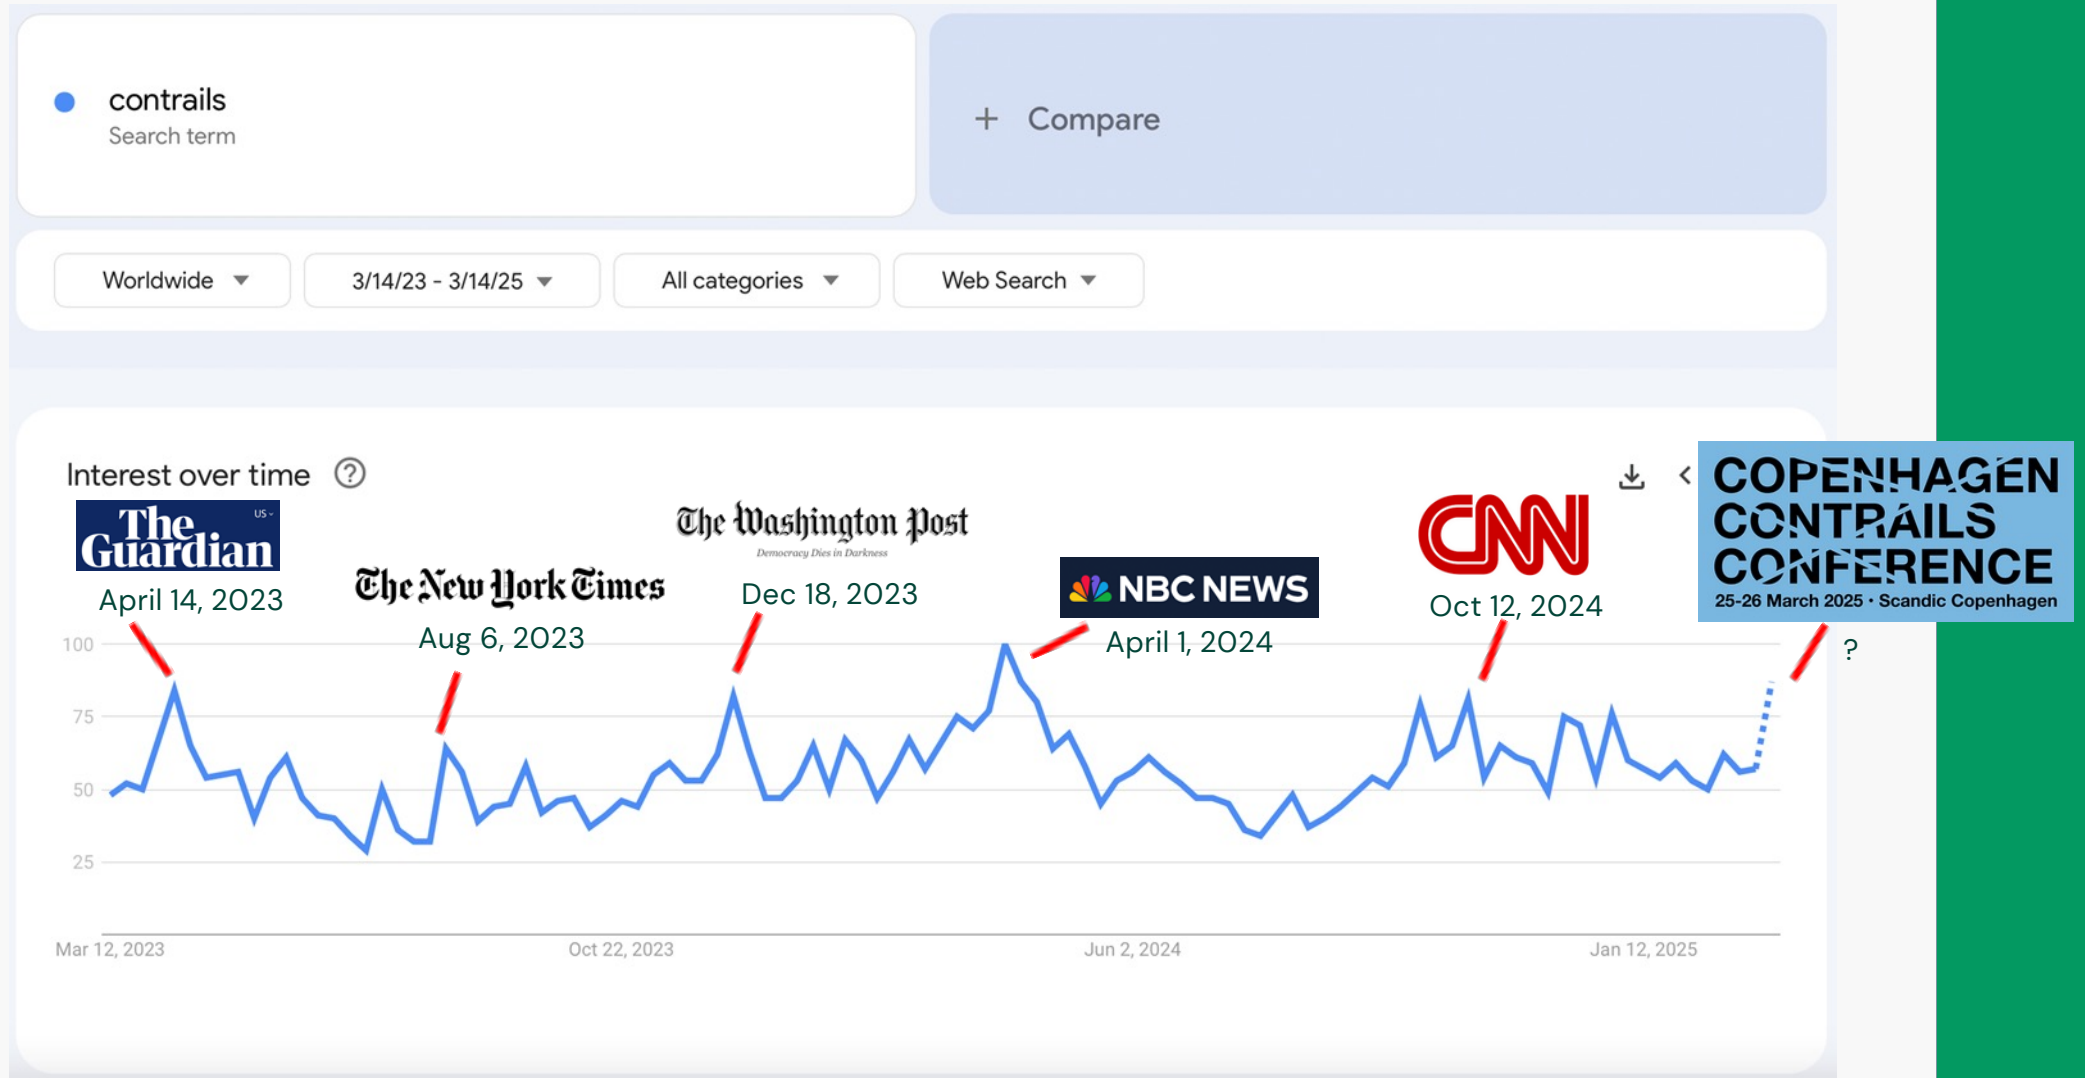 contrails
Search term
+ Compare
Worldwide
3/14/23 - 3/14/25
All categories
Web Search
Interest over time ?
The Guardian US
April 14, 2023
The New York Times
Aug 6, 2023
The Washington Post
Democracy Dies in Darkness
Dec 18, 2023
NBC NEWS
April 1, 2024
CNN
Oct 12, 2024
COPENHAGEN
CONTRAILS
CONFERENCE
25-26 March 2025 · Scandic Copenhagen
?
100
75
50
25
Mar 12, 2023
Oct 22, 2023
Jun 2, 2024
Jan 12, 2025